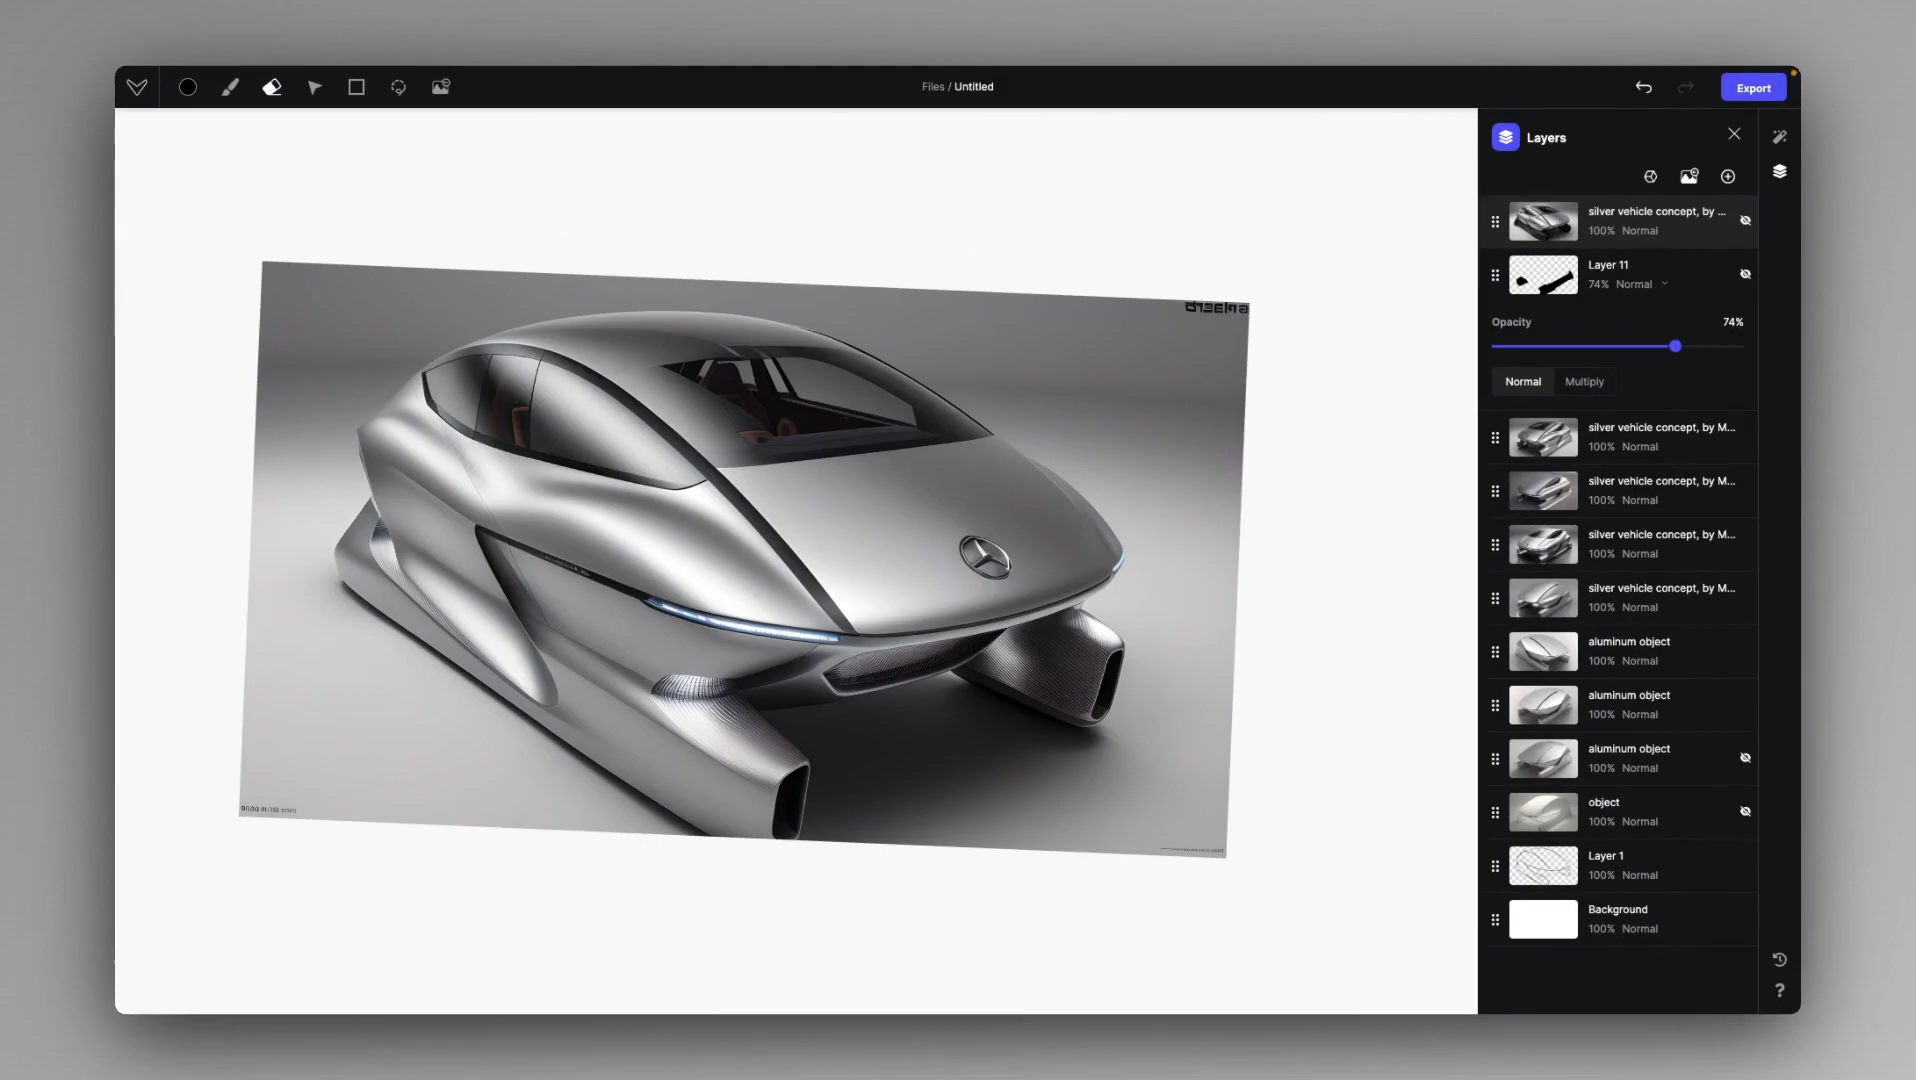 Files / Untitled
Export
Layers
silver vehicle concept, by ...
100% Normal
Layer 11
74% Normal
Opacity 74%
Normal Multiply
silver vehicle concept, by M...
100% Normal
silver vehicle concept, by M...
100% Normal
silver vehicle concept, by M...
100% Normal
silver vehicle concept, by M...
100% Normal
aluminum object
100% Normal
aluminum object
100% Normal
aluminum object
100% Normal
object
100% Normal
Layer 1
100% Normal
Background
100% Normal
?